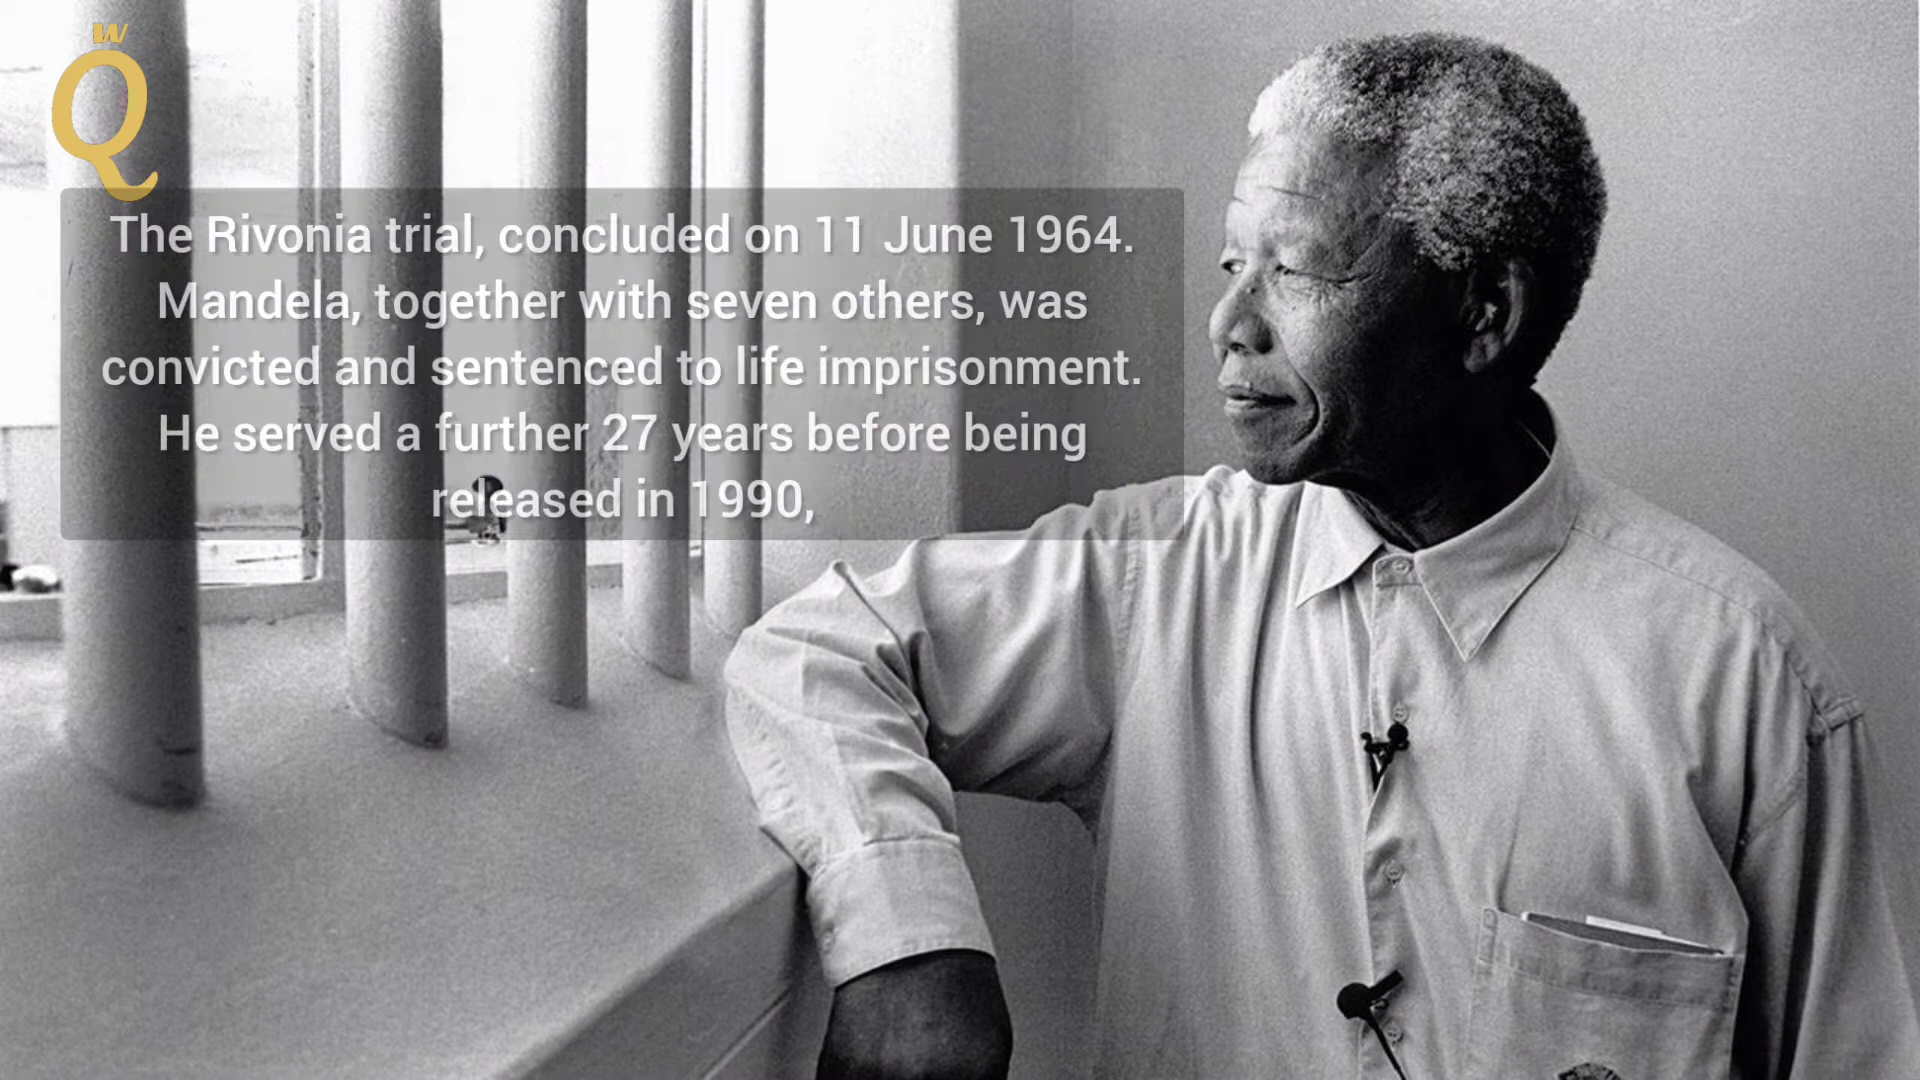 W
Q
The Rivonia trial, concluded on 11 June 1964.
Mandela, together with seven others, was
convicted and sentenced to life imprisonment.
He served a further 27 years before being
released in 1990,